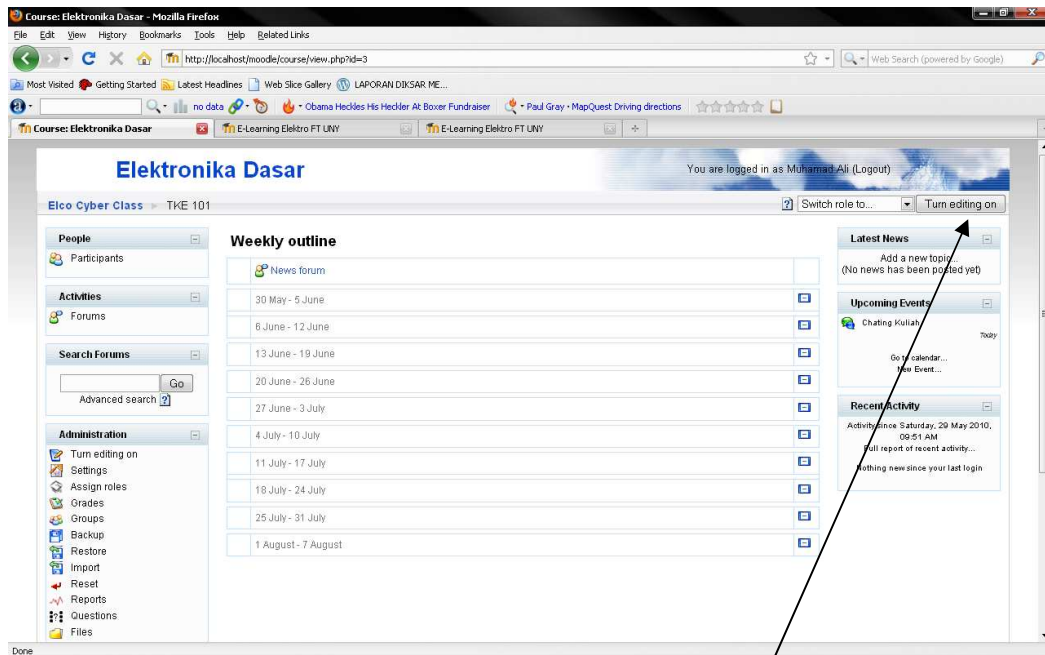 Course: Elektronika Dasar - Mozilla Firefox
File Edit View History Bookmarks Tools Help Related Links
http://localhost/moodle/course/view.php?id=3
Web Search (powered by Google)
Most Visited Getting Started Latest Headlines Web Slice Gallery LAPORAN DIKSAR ME...
no data Obama Heckles His Heckler At Boxer Fundraiser Paul Gray • MapQuest Driving directions
Course: Elektronika Dasar E-Learning Elektro FT UNY E-Learning Elektro FT UNY
Elektronika Dasar
You are logged in as Muhamad Ali (Logout)
Elco Cyber Class ► TKE 101
Switch role to... Turn editing on
People
Participants
Activities
Forums
Search Forums
Go
Advanced search
Administration
Turn editing on
Settings
Assign roles
Grades
Groups
Backup
Restore
Import
Reset
Reports
Questions
Files
Weekly outline
News forum
30 May - 5 June
6 June - 12 June
13 June - 19 June
20 June - 26 June
27 June - 3 July
4 July - 10 July
11 July - 17 July
18 July - 24 July
25 July - 31 July
1 August - 7 August
Latest News
Add a new topic...
(No news has been posted yet)
Upcoming Events
Chating Kuliah
Today
Go to calendar...
New Event...
Recent Activity
Activity since Saturday, 29 May 2010,
09:51 AM
Full report of recent activity...
Nothing new since your last login
Done